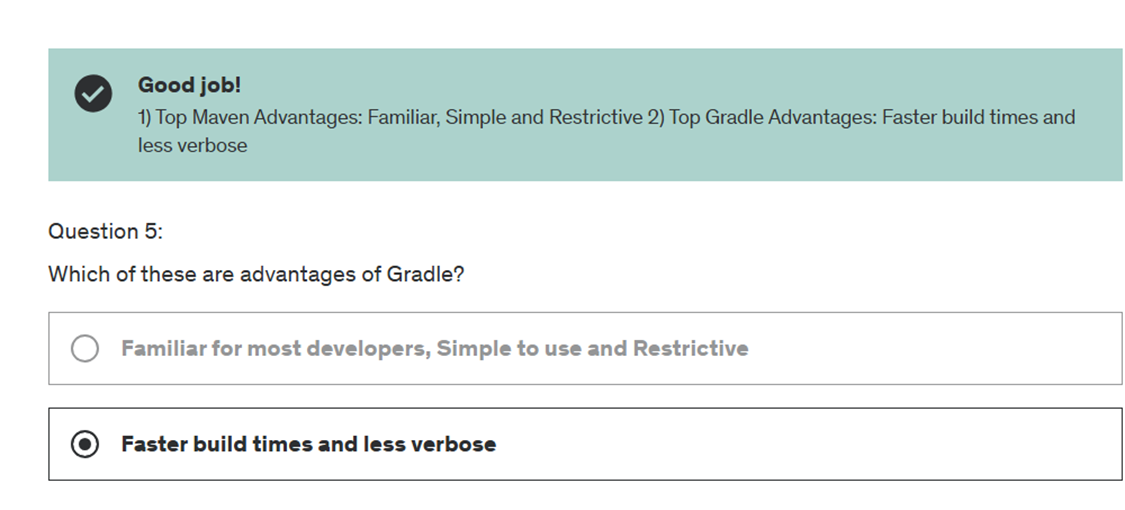 Good job!
1) Top Maven Advantages: Familiar, Simple and Restrictive 2) Top Gradle Advantages: Faster build times and
less verbose
Question 5:
Which of these are advantages of Gradle?
Familiar for most developers, Simple to use and Restrictive
Faster build times and less verbose